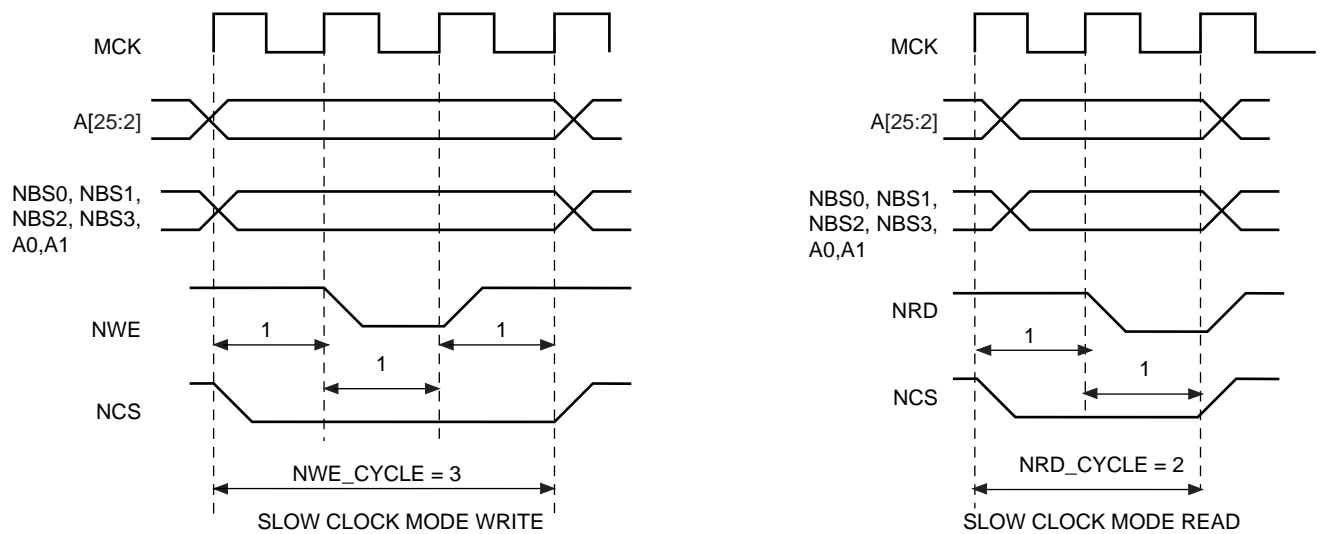 MCK
A[25:2]
NBS0, NBS1,
NBS2, NBS3,
A0,A1
NWE
1
1
1
NCS
NWE_CYCLE = 3
SLOW CLOCK MODE WRITE
MCK
A[25:2]
NBS0, NBS1,
NBS2, NBS3,
A0,A1
NRD
1
1
NCS
NRD_CYCLE = 2
SLOW CLOCK MODE READ